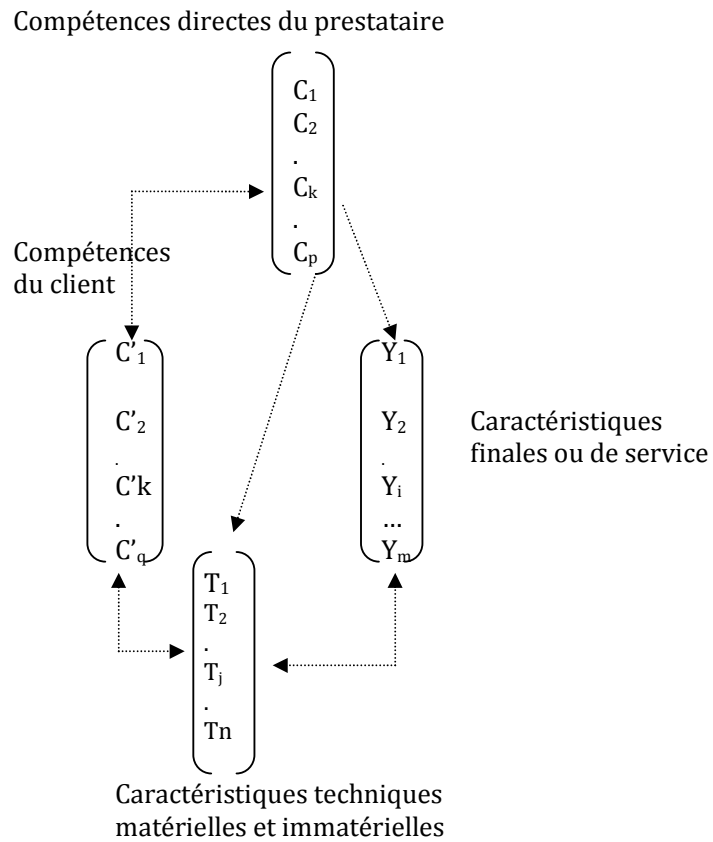 Compétences directes du prestataire
C₁
C₂
.
Cₖ
.
Cₚ
Compétences
du client
C'₁
C'₂
.
C'k
.
C'q
Y₁
Y₂
.
Yᵢ
...
Yₘ
Caractéristiques
finales ou de service
T₁
T₂
.
Tⱼ
.
Tn
Caractéristiques techniques
matérielles et immatérielles